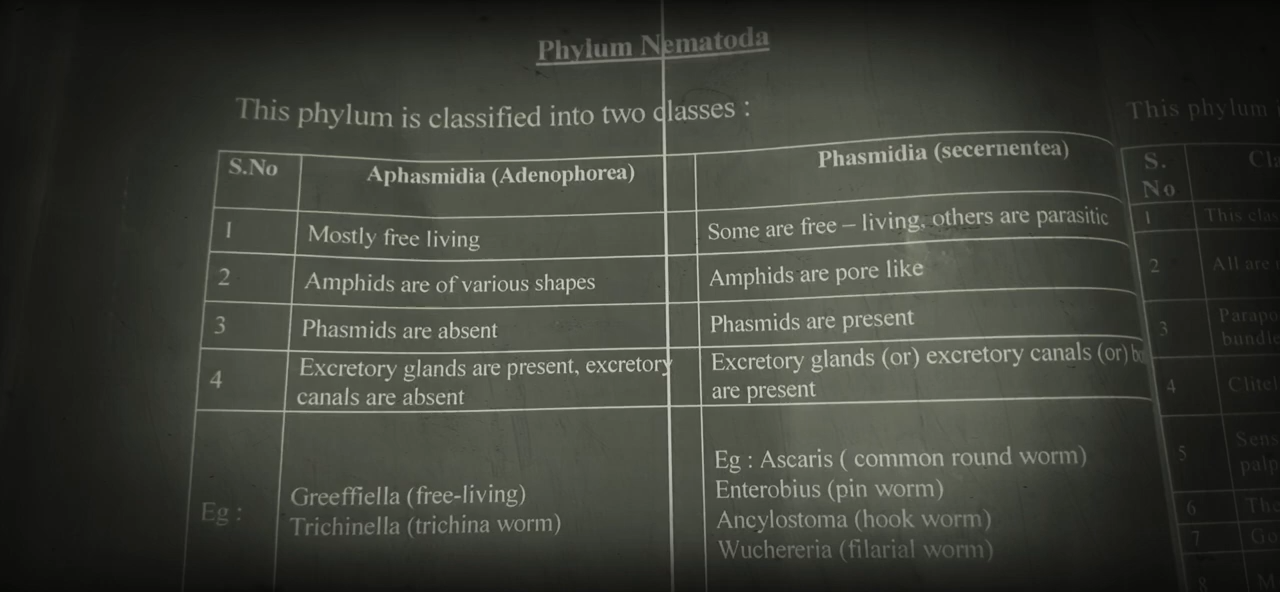 Phylum Nematoda
This phylum is classified into two classes :
S.No Aphasmidia (Adenophorea) Phasmidia (secernentea)
1 Mostly free living Some are free – living, others are parasitic
2 Amphids are of various shapes Amphids are pore like
3 Phasmids are absent Phasmids are present
4 Excretory glands are present, excretory Excretory glands (or) excretory canals (or)
canals are absent are present
Eg : Ascaris ( common round worm)
Greeffiella (free-living) Enterobius (pin worm)
Eg : Trichinella (trichina worm) Ancylostoma (hook worm)
Wuchereria (filarial worm)
This phylum
S.
No
1 This
2 All are
3
4
5
6
7
8